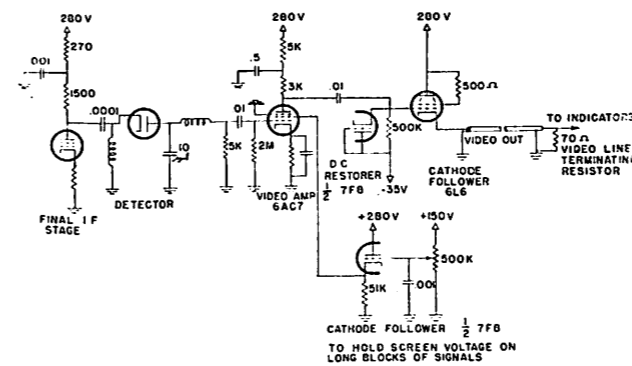 280V
270
.001
1500
.0001
10
FINAL I F
STAGE
DETECTOR
280V
5K
.5
3K
.01
.01
5K
2M
VIDEO AMP
6AC7
500K
D C
RESTORER
1/2 7F8
-35V
280V
500Ω
TO INDICATORS
VIDEO OUT
70 Ω
VIDEO LINE
TERMINATING
RESISTOR
CATHODE
FOLLOWER
6L6
+280V
+150V
500K
51K
.001
CATHODE FOLLOWER 1/2 7F8
TO HOLD SCREEN VOLTAGE ON
LONG BLOCKS OF SIGNALS